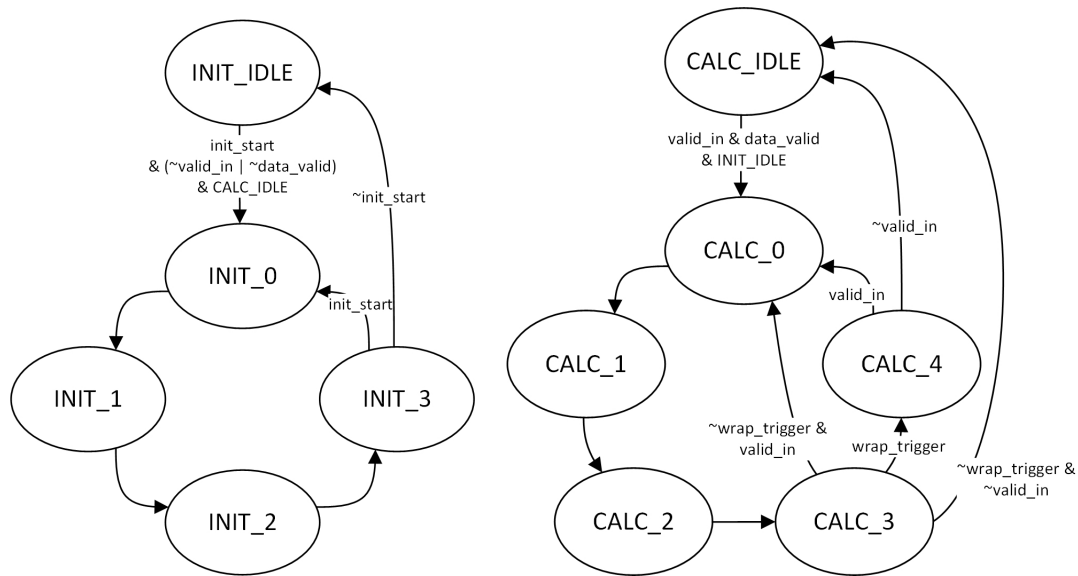 INIT_IDLE
init_start
& (~valid_in | ~data_valid)
& CALC_IDLE
~init_start
INIT_0
init_start
INIT_1
INIT_3
INIT_2
CALC_IDLE
valid_in & data_valid
& INIT_IDLE
~valid_in
CALC_0
valid_in
CALC_1
CALC_4
~wrap_trigger &
valid_in
wrap_trigger
~wrap_trigger &
~valid_in
CALC_2
CALC_3